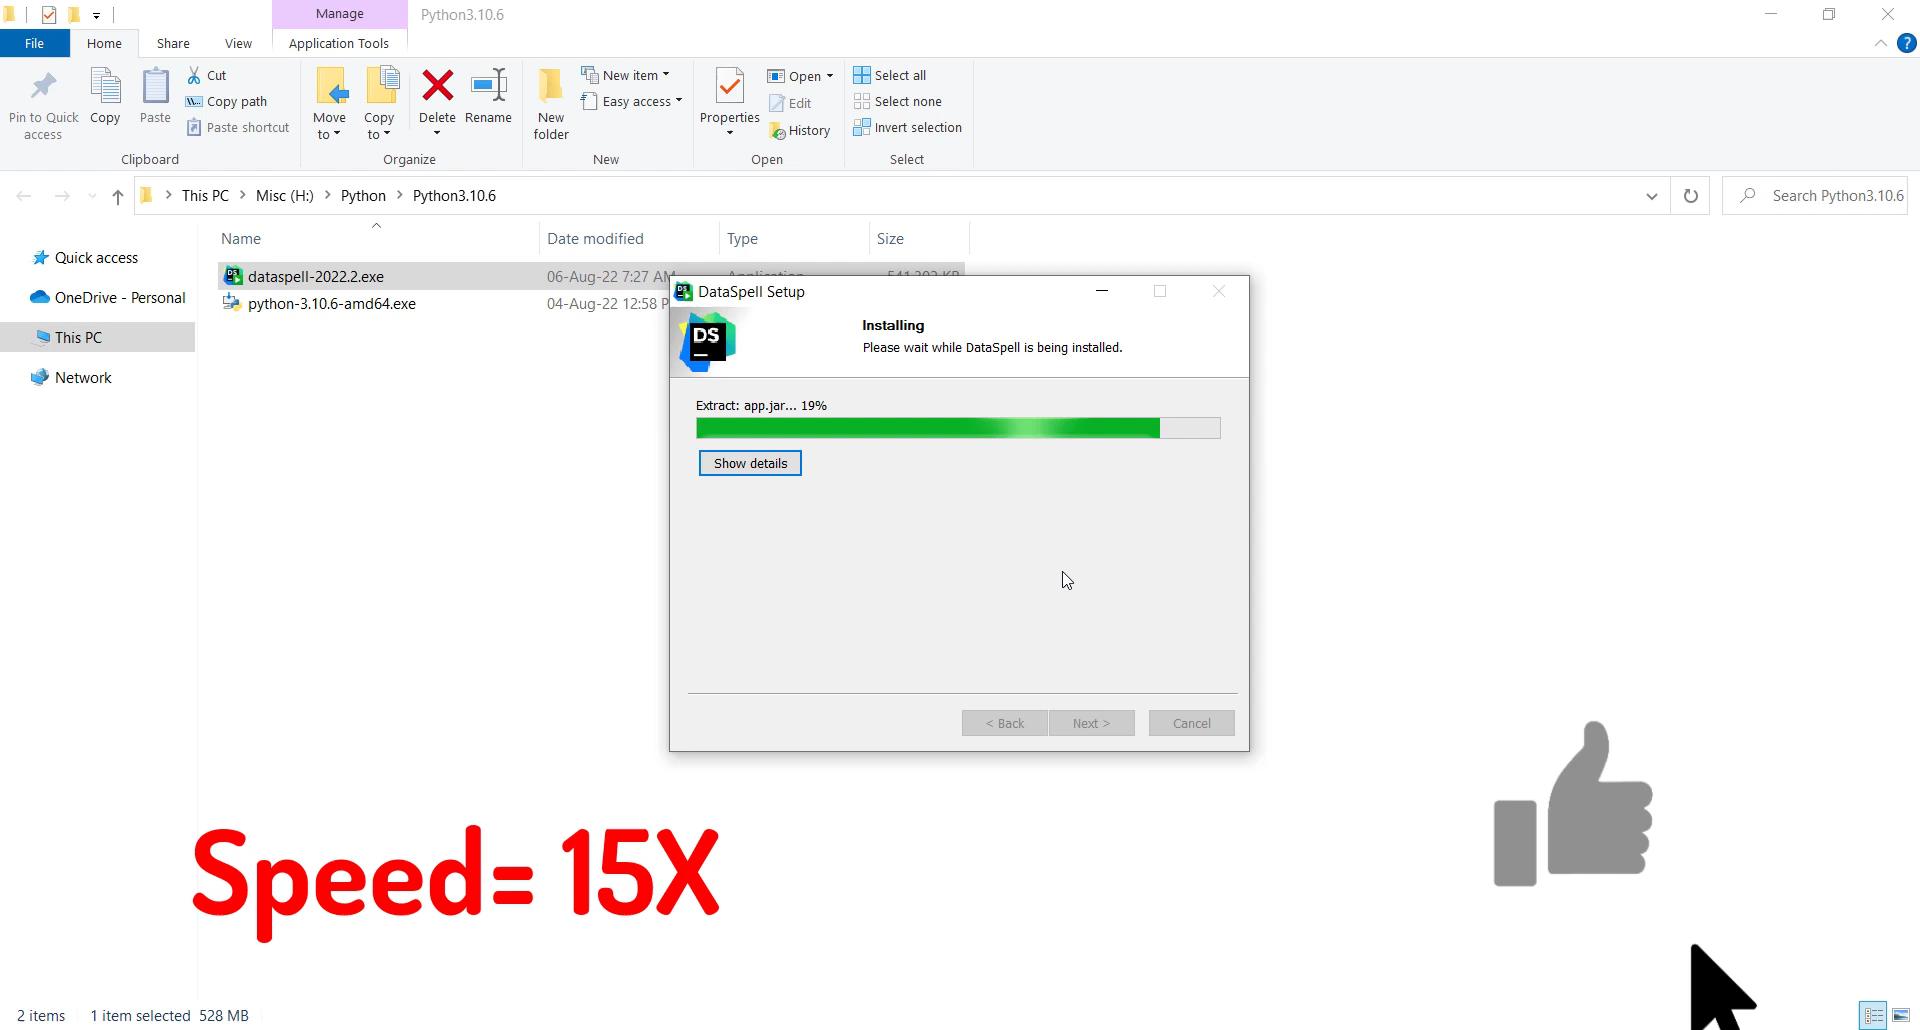 Manage
Python3.10.6
File
Home
Share
View
Application Tools
?
Pin to Quick access
Copy
Paste
Cut
Copy path
Paste shortcut
Move to
Copy to
Delete
Rename
New folder
New item
Easy access
Properties
Open
Edit
History
Select all
Select none
Invert selection
Clipboard
Organize
New
Open
Select
> This PC > Misc (H:) > Python > Python3.10.6
Search Python3.10.6
Name
Date modified
Type
Size
Quick access
OneDrive - Personal
This PC
Network
dataspell-2022.2.exe
06-Aug-22 7:27 AM
Application
541,392 KB
python-3.10.6-amd64.exe
04-Aug-22 12:58 P
DS
DataSpell Setup
DS
Installing
Please wait while DataSpell is being installed.
Extract: app.jar... 19%
Show details
< Back
Next >
Cancel
Speed= 15X
2 items
1 item selected 528 MB